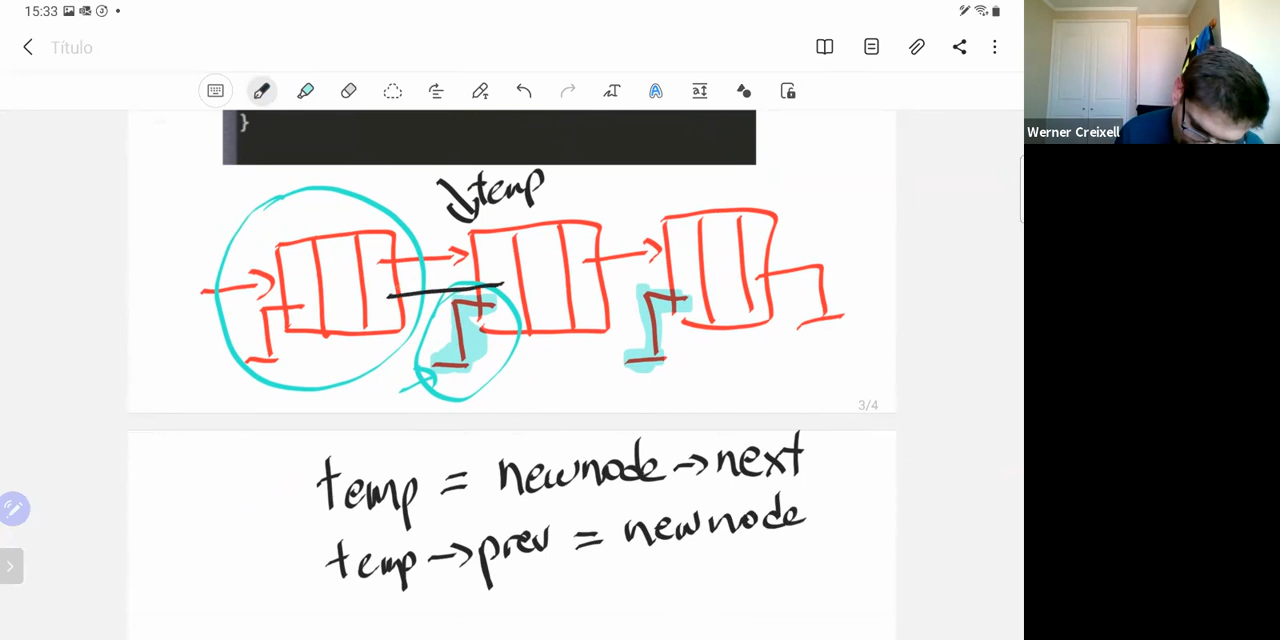 15:33
Título
Werner Creixell
}
temp
3/4
temp = newnode → next
temp → prev = newnode